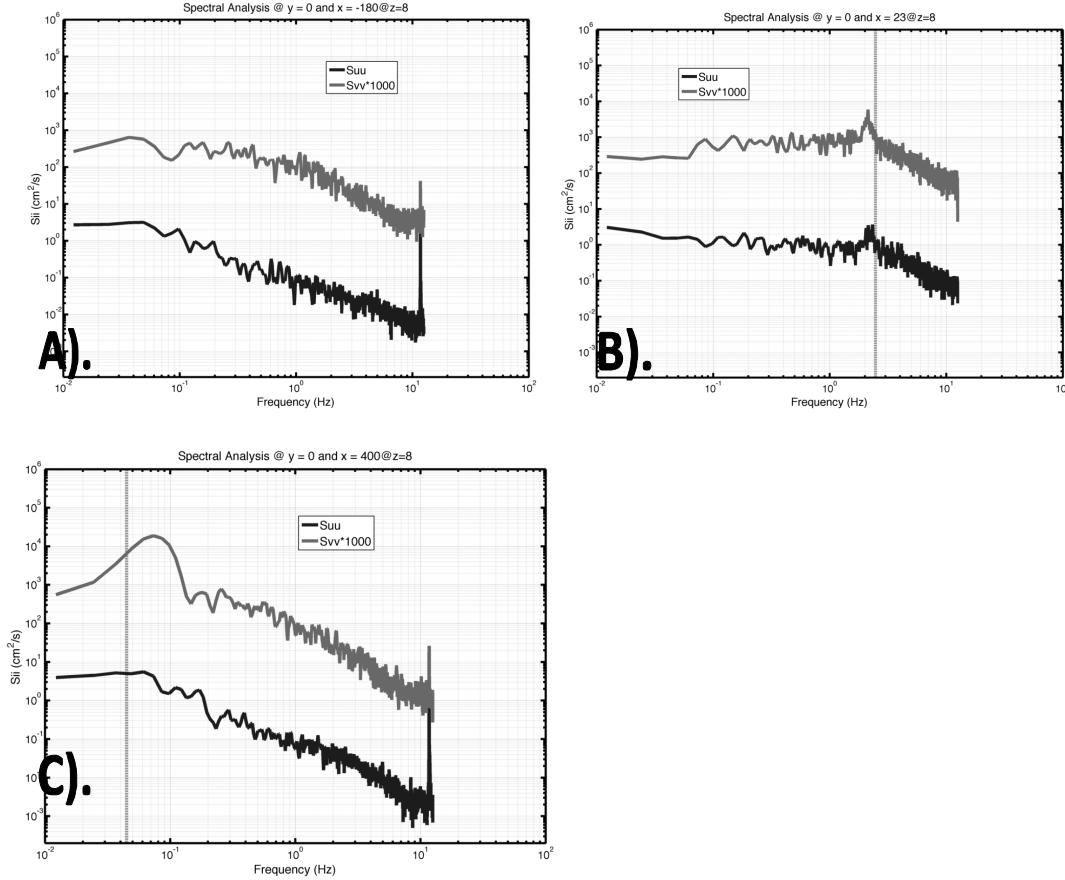 Spectral Analysis @ y = 0 and x = -180@z=8
10^6
10^5
10^4
10^3
10^2
10^1
10^0
10^-1
10^-2
Sii (cm^2/s)
Suu
Svv*1000
A).
10^-2 10^-1 10^0 10^1 10^2
Frequency (Hz)
Spectral Analysis @ y = 0 and x = 23@z=8
10^6
10^5
10^4
10^3
10^2
10^1
10^0
10^-1
10^-2
10^-3
Sii (cm^2/s)
Suu
Svv*1000
B).
10^-2 10^-1 10^0 10^1 10
Frequency (Hz)
Spectral Analysis @ y = 0 and x = 400@z=8
10^6
10^5
10^4
10^3
10^2
10^1
10^0
10^-1
10^-3
Sii (cm^2/s)
Suu
Svv*1000
C).
10^-2 10^-1 10^0 10^1 10^2
Frequency (Hz)